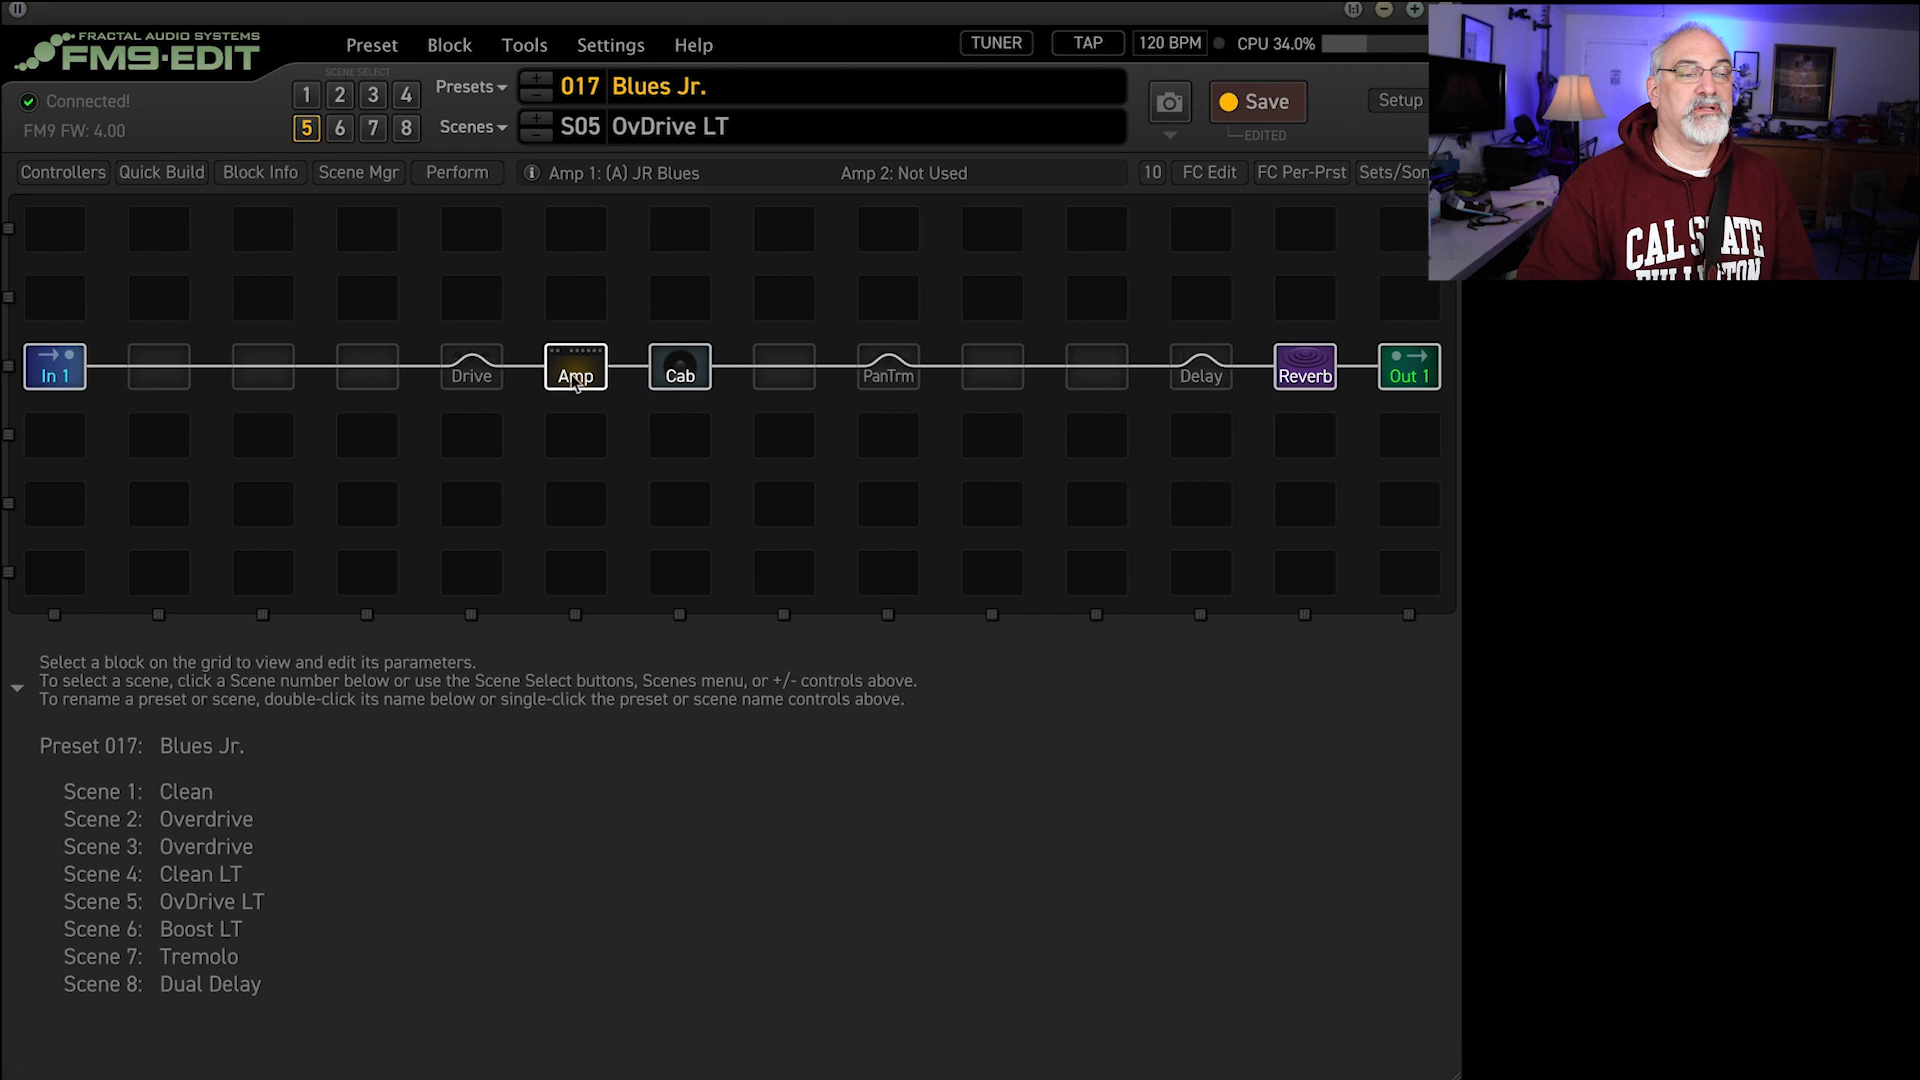 1:1
FRACTAL AUDIO SYSTEMS
FM9-EDIT
Preset Block Tools Settings Help
TUNER TAP 120 BPM CPU 34.0%
Connected!
FM9 FW: 4.00
SCENE SELECT
1 2 3 4
5 6 7 8
Presets 017 Blues Jr.
Scenes S05 OvDrive LT
Save
EDITED
Setup
Controllers Quick Build Block Info Scene Mgr Perform
Amp 1: (A) JR Blues Amp 2: Not Used
10 FC Edit FC Per-Prst Sets/Son
In 1 Drive Amp Cab PanTrm Delay Reverb Out 1
Select a block on the grid to view and edit its parameters.
To select a scene, click a Scene number below or use the Scene Select buttons, Scenes menu, or +/- controls above.
To rename a preset or scene, double-click its name below or single-click the preset or scene name controls above.
Preset 017: Blues Jr.
Scene 1: Clean
Scene 2: Overdrive
Scene 3: Overdrive
Scene 4: Clean LT
Scene 5: OvDrive LT
Scene 6: Boost LT
Scene 7: Tremolo
Scene 8: Dual Delay
CAL STATE
FULLERTON